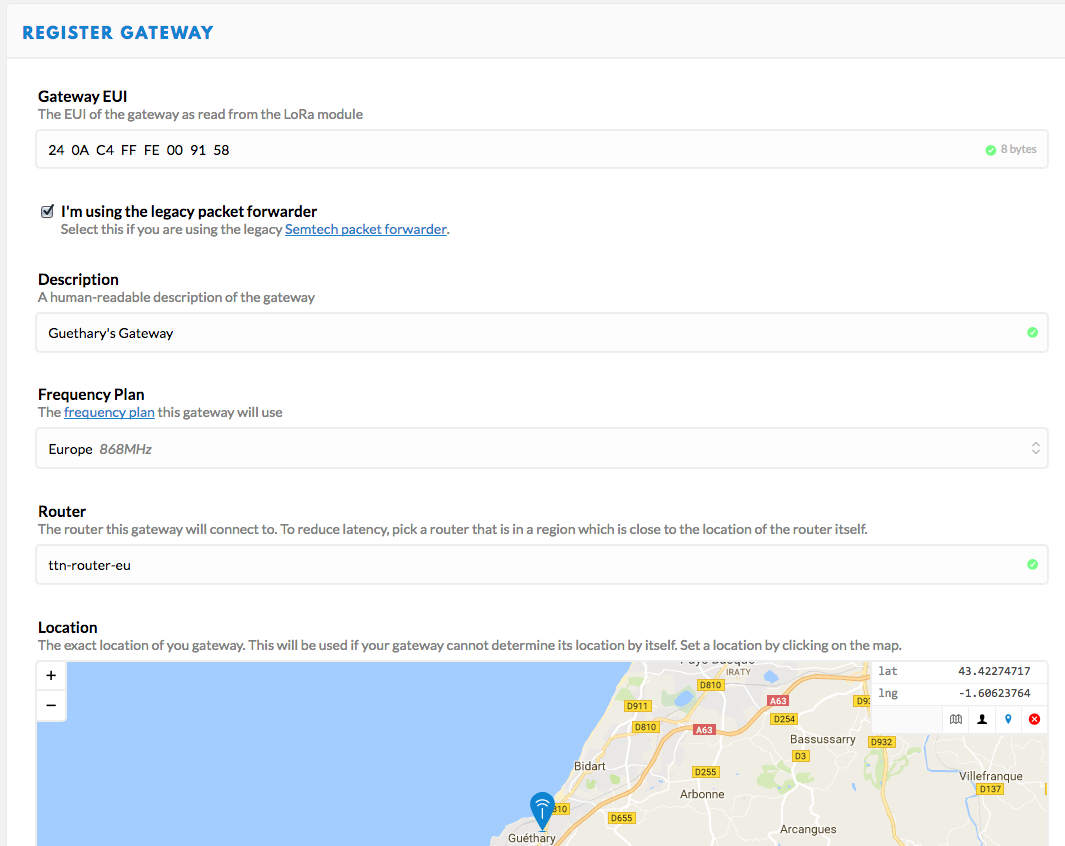 REGISTER GATEWAY
Gateway EUI
The EUI of the gateway as read from the LoRa module
24 0A C4 FF FE 00 91 58
8 bytes
I'm using the legacy packet forwarder
Select this if you are using the legacy Semtech packet forwarder.
Description
A human-readable description of the gateway
Guethary's Gateway
Frequency Plan
The frequency plan this gateway will use
Europe 868MHz
Router
The router this gateway will connect to. To reduce latency, pick a router that is in a region which is close to the location of the router itself.
ttn-router-eu
Location
The exact location of you gateway. This will be used if your gateway cannot determine its location by itself. Set a location by clicking on the map.
+
−
lat 43.42274717
lng -1.60623764
IRATY
D810
D911
A63
D254
D810
A63
Bassussarry
D932
D3
Bidart
D255
Villefranque
D137
Arbonne
D655
Arcangues
Guéthary